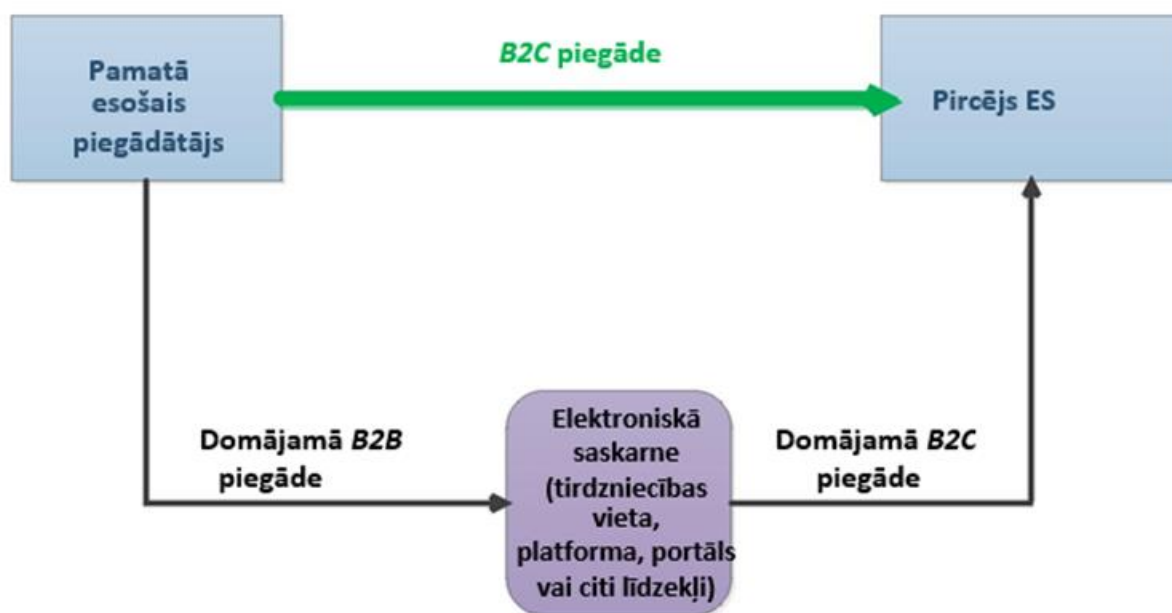 B2C piegāde
Pamatā
esošais
piegādātājs
Pircējs ES
Domājamā B2B
piegāde
Elektroniskā
saskarne
(tirdzniecības
vieta,
platforma, portāls
vai citi līdzekļi)
Domājamā B2C
piegāde